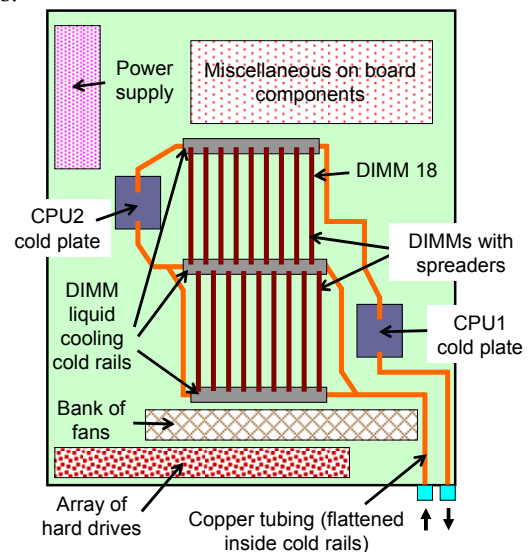 s.
Power
supply
Miscellaneous on board
components
DIMM 18
CPU2
cold plate
DIMMs with
spreaders
DIMM
liquid
cooling
cold rails
CPU1
cold plate
Bank of
fans
Array of
hard drives
Copper tubing (flattened
inside cold rails)